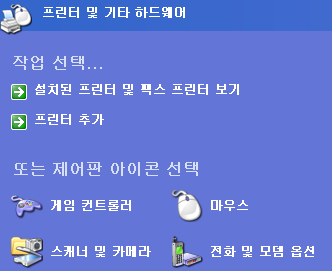 프린터 및 기타 하드웨어
작업 선택...
설치된 프린터 및 팩스 프린터 보기
프린터 추가
또는 제어판 아이콘 선택
게임 컨트롤러
마우스
스캐너 및 카메라
전화 및 모뎀 옵션